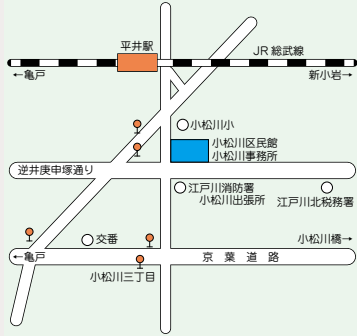 平井駅
JR 総武線
←亀戸
新小岩→
小松川小
小松川区民館
小松川事務所
逆井庚申塚通り
江戸川消防署
小松川出張所
江戸川北税務署
交番
小松川橋→
←亀戸
京葉道路
小松川三丁目